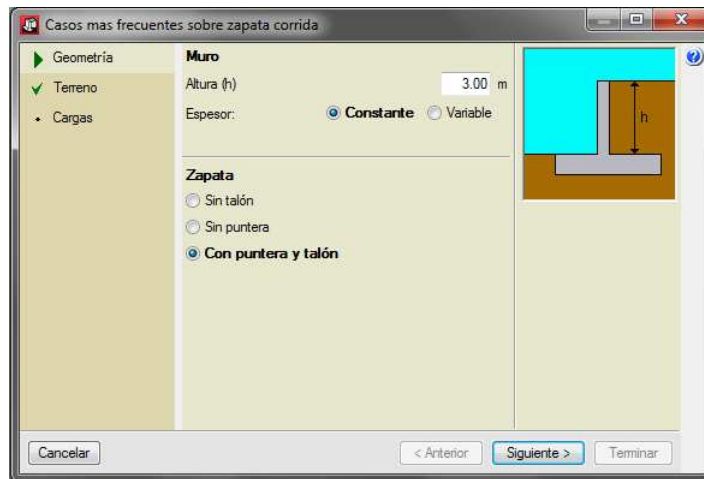 Casos mas frecuentes sobre zapata corrida
Geometría
Terreno
Cargas
Muro
Altura (h) 3.00 m
Espesor: Constante Variable
Zapata
Sin talón
Sin puntera
Con puntera y talón
h
?
Cancelar < Anterior Siguiente > Terminar